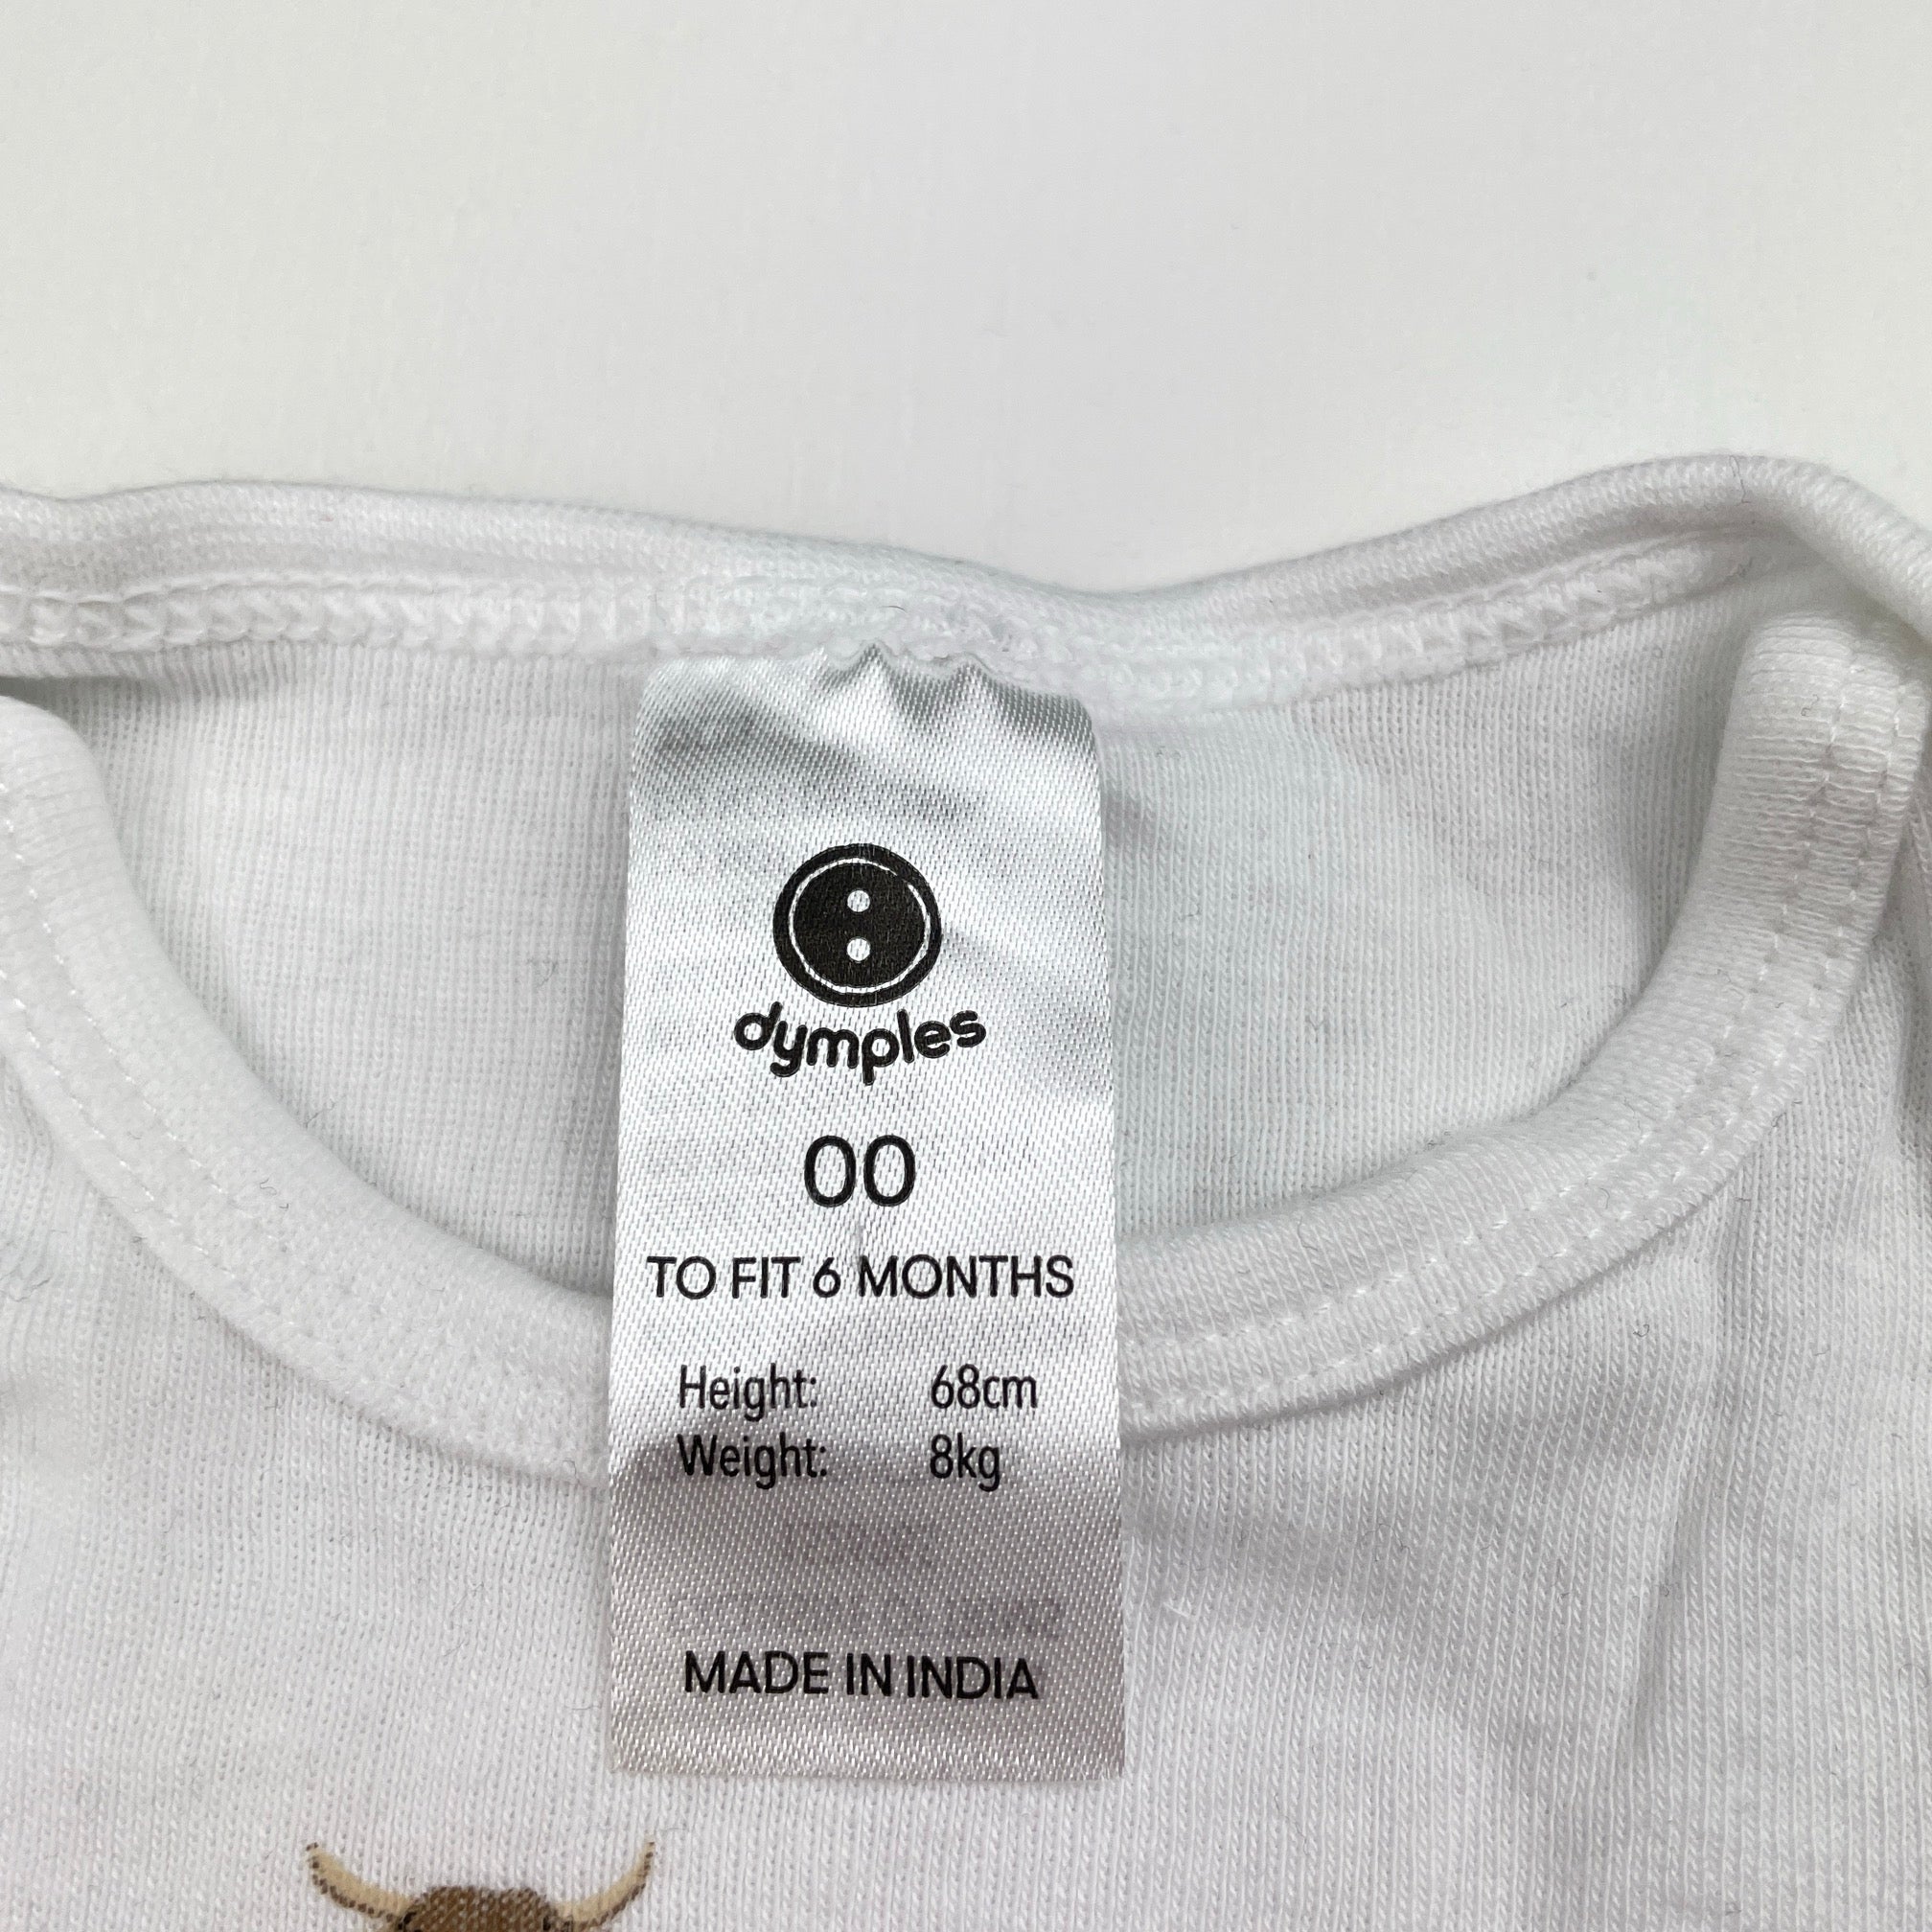 dymples
00
TO FIT 6 MONTHS
Height: 68cm
Weight: 8kg
MADE IN INDIA